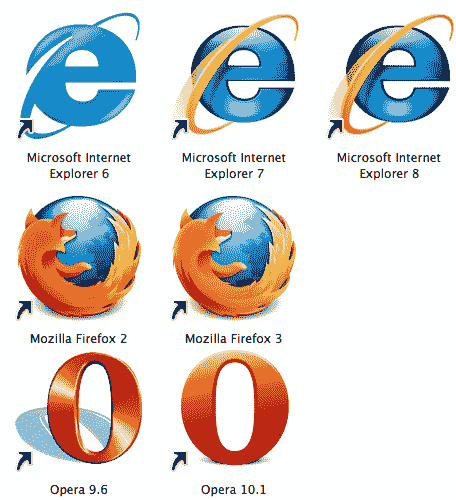 Microsoft Internet
Explorer 6
Microsoft Internet
Explorer 7
Microsoft Internet
Explorer 8
Mozilla Firefox 2
Mozilla Firefox 3
Opera 9.6
Opera 10.1